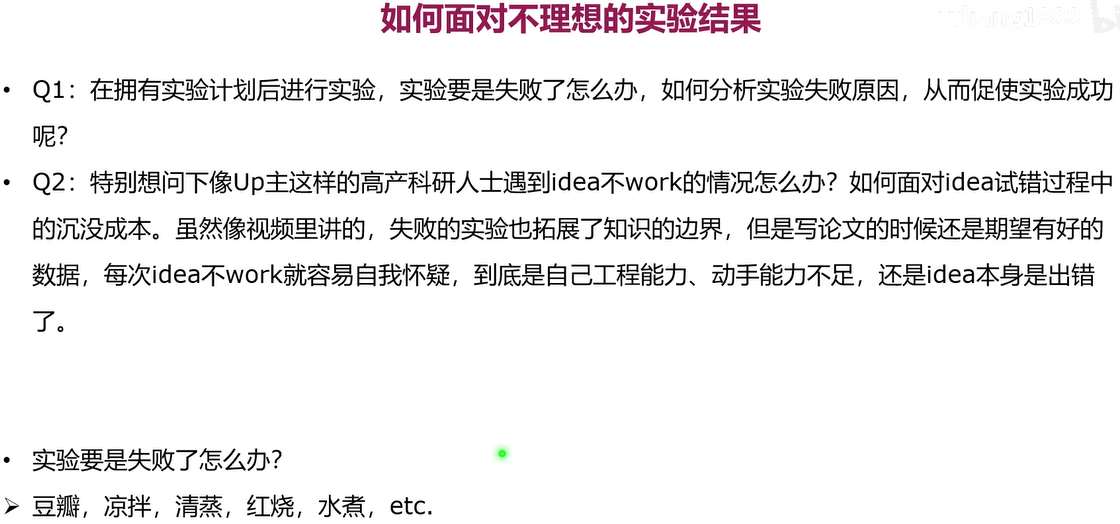 如何面对不理想的实验结果
• Q1：在拥有实验计划后进行实验，实验要是失败了怎么办，如何分析实验失败原因，从而促使实验成功
呢？
• Q2：特别想问下像Up主这样的高产科研人士遇到idea不work的情况怎么办？如何面对idea试错过程中
的沉没成本。虽然像视频里讲的，失败的实验也拓展了知识的边界，但是写论文的时候还是期望有好的
数据，每次idea不work就容易自我怀疑，到底是自己工程能力、动手能力不足，还是idea本身是出错
了。
• 实验要是失败了怎么办？
➢ 豆瓣，凉拌，清蒸，红烧，水煮，etc.